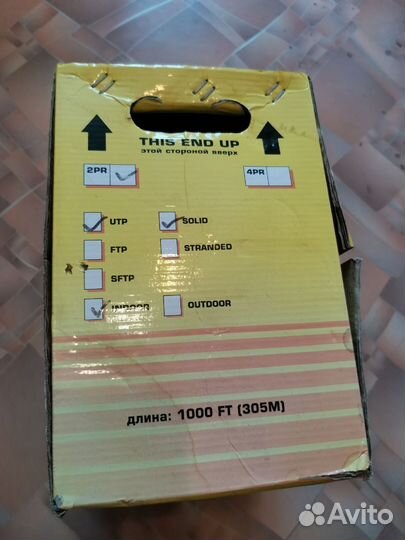 THIS END UP
этой стороной вверх
2PR 4PR
UTP SOLID
FTP STRANDED
SFTP
INDOOR OUTDOOR
длина: 1000 FT (305М)
Avito